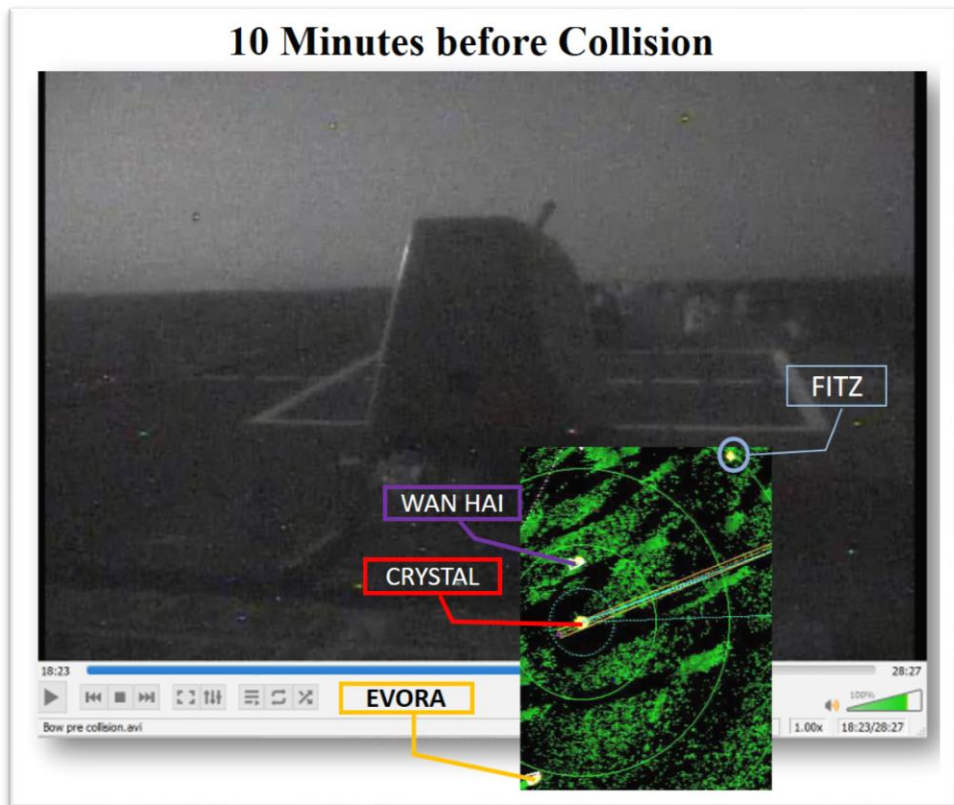 10 Minutes before Collision
FITZ
WAN HAI
CRYSTAL
18:23
28:27
EVORA
100%
Bow pre collision.avi
1.00x
18:23/28:27